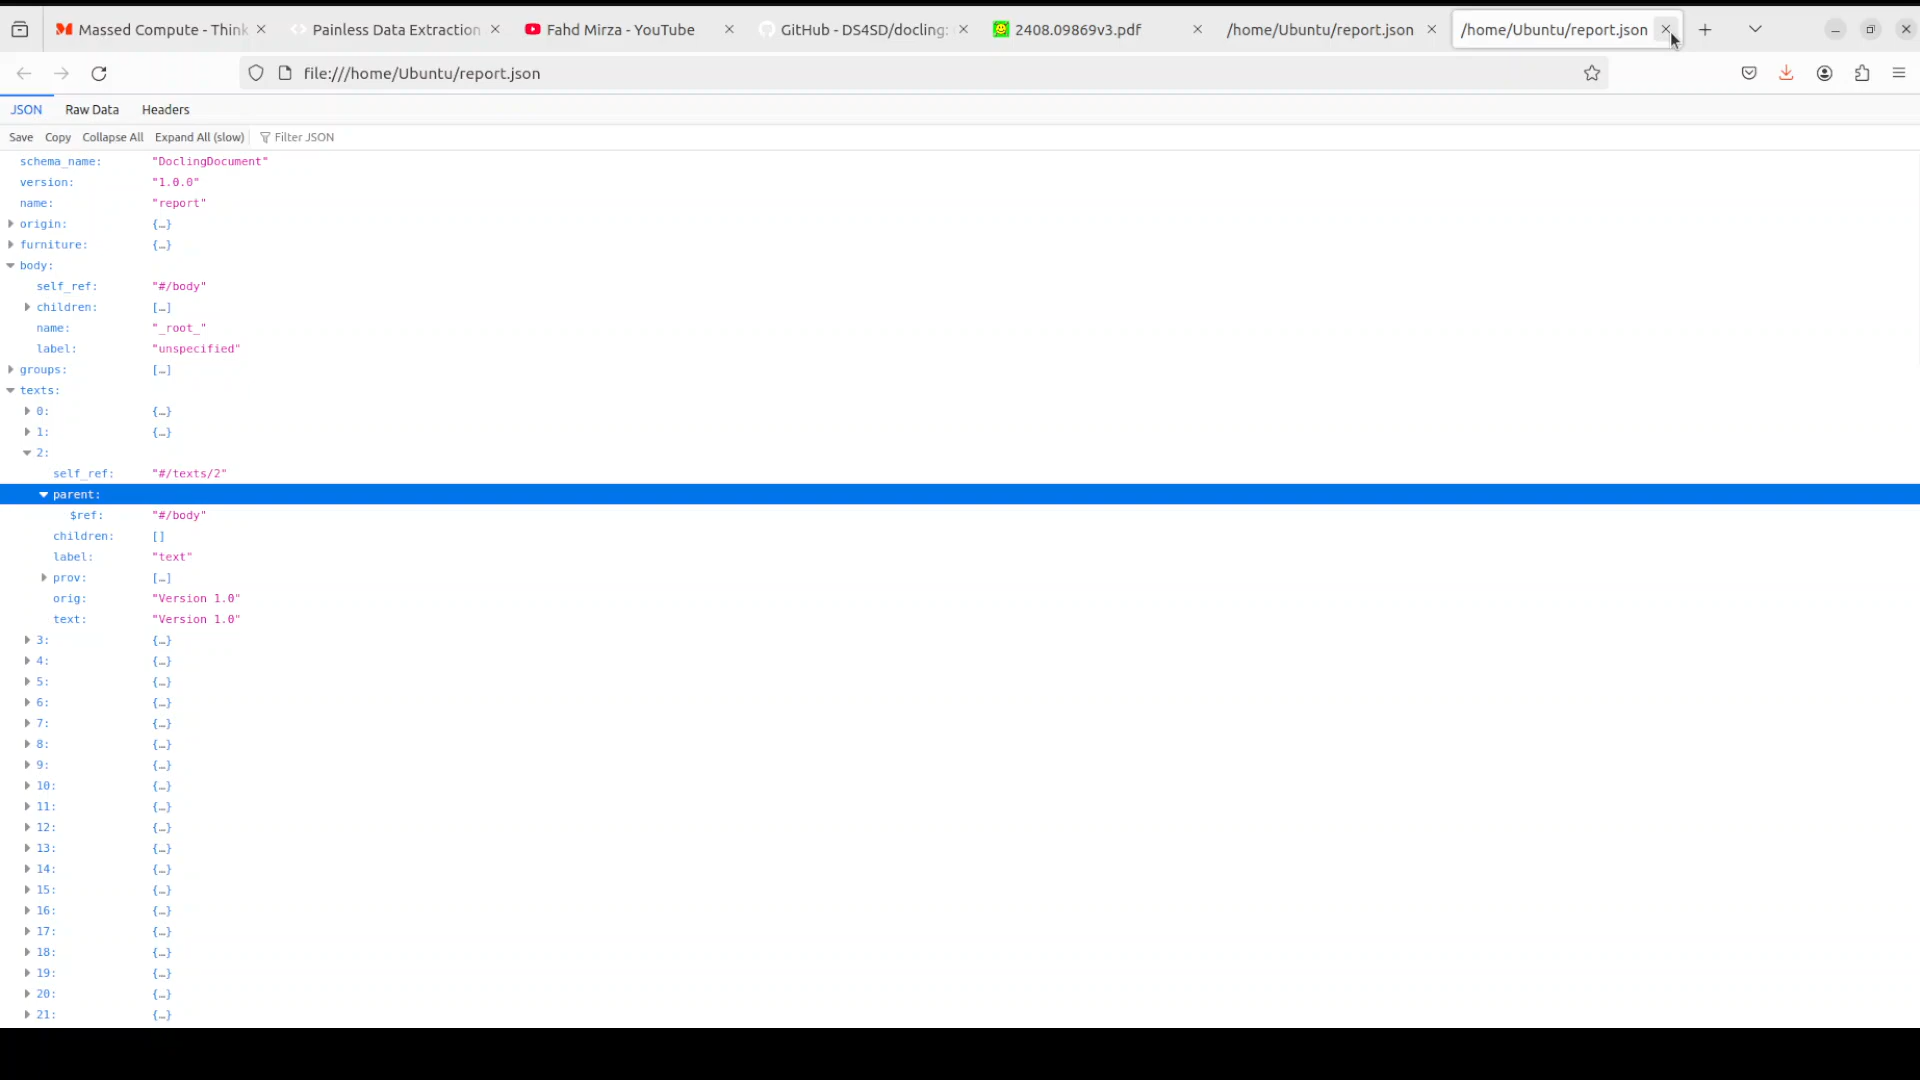 Massed Compute - Think
Painless Data Extraction
Fahd Mirza - YouTube
GitHub - DS4SD/docling:
2408.09869v3.pdf
/home/Ubuntu/report.json
/home/Ubuntu/report.json
file:///home/Ubuntu/report.json
JSON Raw Data Headers
Save Copy Collapse All Expand All (slow) Filter JSON
schema_name: "DoclingDocument"
version: "1.0.0"
name: "report"
origin: {…}
furniture: {…}
body:
self_ref: "#/body"
children: […]
name: "_root_"
label: "unspecified"
groups: […]
texts:
0: {…}
1: {…}
2:
self_ref: "#/texts/2"
parent:
$ref: "#/body"
children: []
label: "text"
prov: […]
orig: "Version 1.0"
text: "Version 1.0"
3: {…}
4: {…}
5: {…}
6: {…}
7: {…}
8: {…}
9: {…}
10: {…}
11: {…}
12: {…}
13: {…}
14: {…}
15: {…}
16: {…}
17: {…}
18: {…}
19: {…}
20: {…}
21: {…}